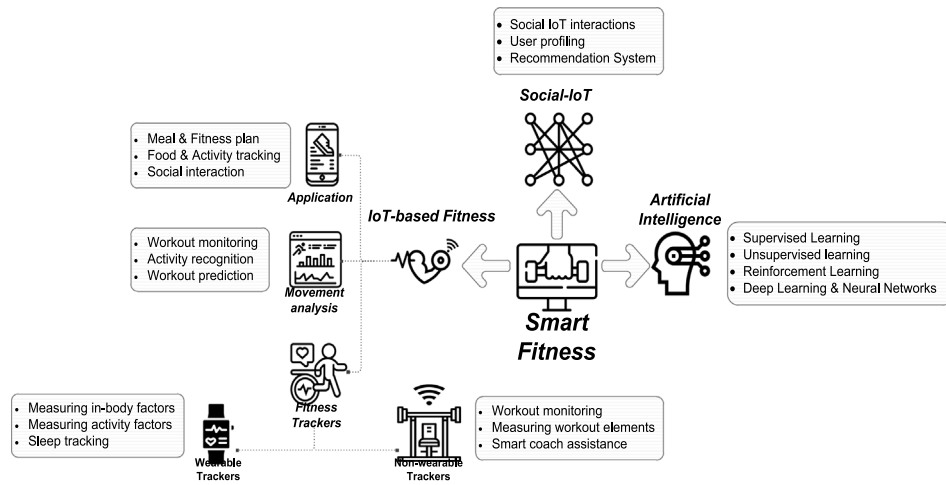 Social IoT interactions
User profiling
Recommendation System
Social-IoT
Meal & Fitness plan
Food & Activity tracking
Social interaction
Application
IoT-based Fitness
Artificial
Intelligence
Workout monitoring
Activity recognition
Workout prediction
Movement
analysis
Supervised Learning
Unsupervised learning
Reinforcement Learning
Deep Learning & Neural Networks
Smart
Fitness
Fitness
Trackers
Measuring in-body factors
Measuring activity factors
Sleep tracking
Wearable
Trackers
Workout monitoring
Measuring workout elements
Smart coach assistance
Non-wearable
Trackers